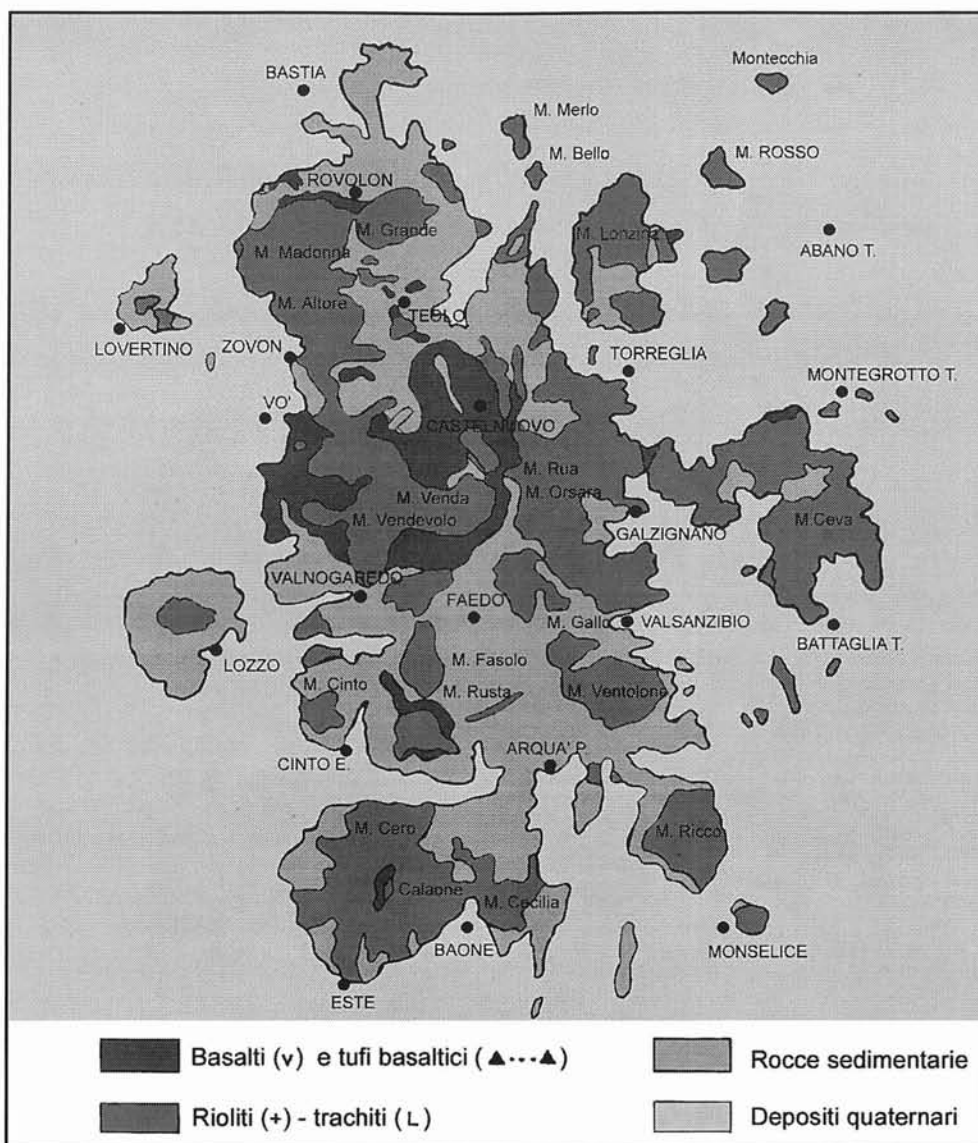 Montecchia
BASTIA
M. Merlo
M. Bello
M. ROSSO
ROVOLON
M. Grande
M. Lonzina
M. Madonna
ABANO T.
M. Altore
TEOLO
LOVERTINO
ZOVON
TORREGLIA
MONTEGROTTO T.
VO'
CASTELNUOVO
M. Rua
M. Venda
M. Orsara
M. Vendevolo
GALZIGNANO
M.Ceva
VALNOGAREDO
FAEDO
M. Gallo
VALSANZIBIO
BATTAGLIA T.
LOZZO
M. Fasolo
M. Cinto
M. Rusta
M. Ventolone
CINTO E.
ARQUA' P.
M. Cero
M. Ricco
Calaone
M. Cecilia
BAONE
MONSELICE
ESTE
Basalti (v) e tufi basaltici (▲---▲)
Rocce sedimentarie
Rioliti (+) - trachiti (L)
Depositi quaternari